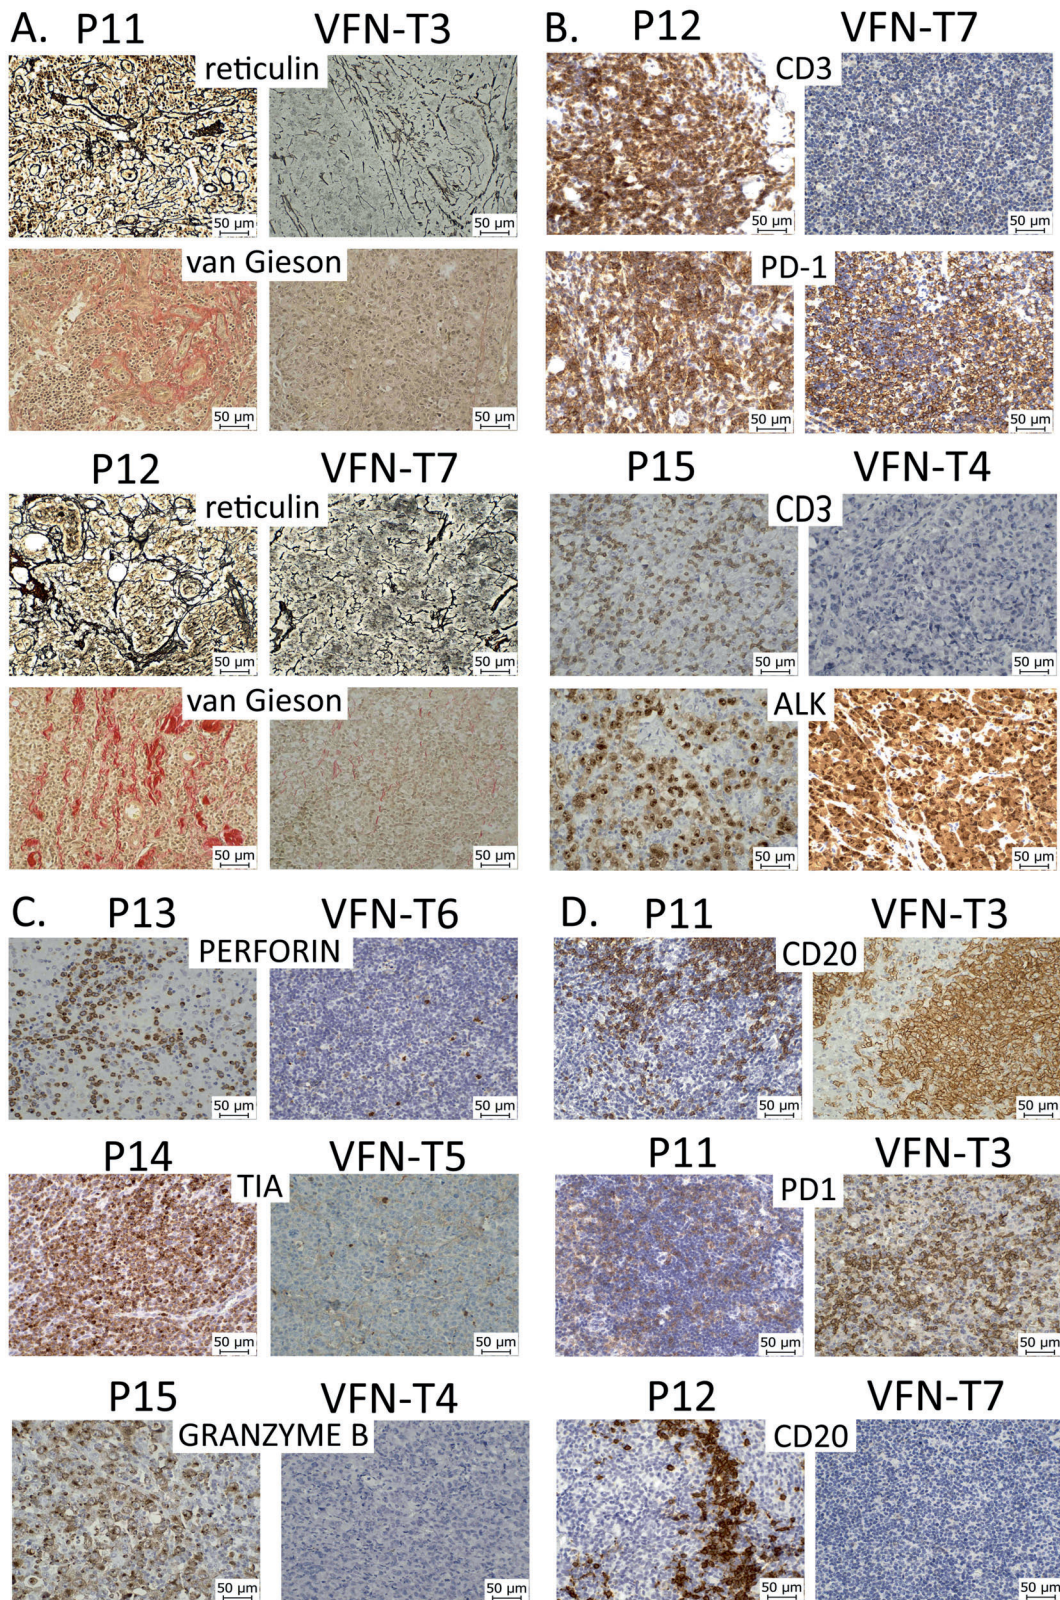 A. P11 VFN-T3
reticulin
50 µm 50 µm
van Gieson
50 µm 50 µm
P12 VFN-T7
reticulin
50 µm 50 µm
van Gieson
50 µm 50 µm
B. P12 VFN-T7
CD3
50 µm 50 µm
PD-1
50 µm 50 µm
P15 VFN-T4
CD3
50 µm 50 µm
ALK
50 µm 50 µm
C. P13 VFN-T6
PERFORIN
50 µm 50 µm
P14 VFN-T5
TIA
50 µm 50 µm
P15 VFN-T4
GRANZYME B
50 µm 50 µm
D. P11 VFN-T3
CD20
50 µm 50 µm
P11 VFN-T3
PD1
50 µm 50 µm
P12 VFN-T7
CD20
50 µm 50 µm